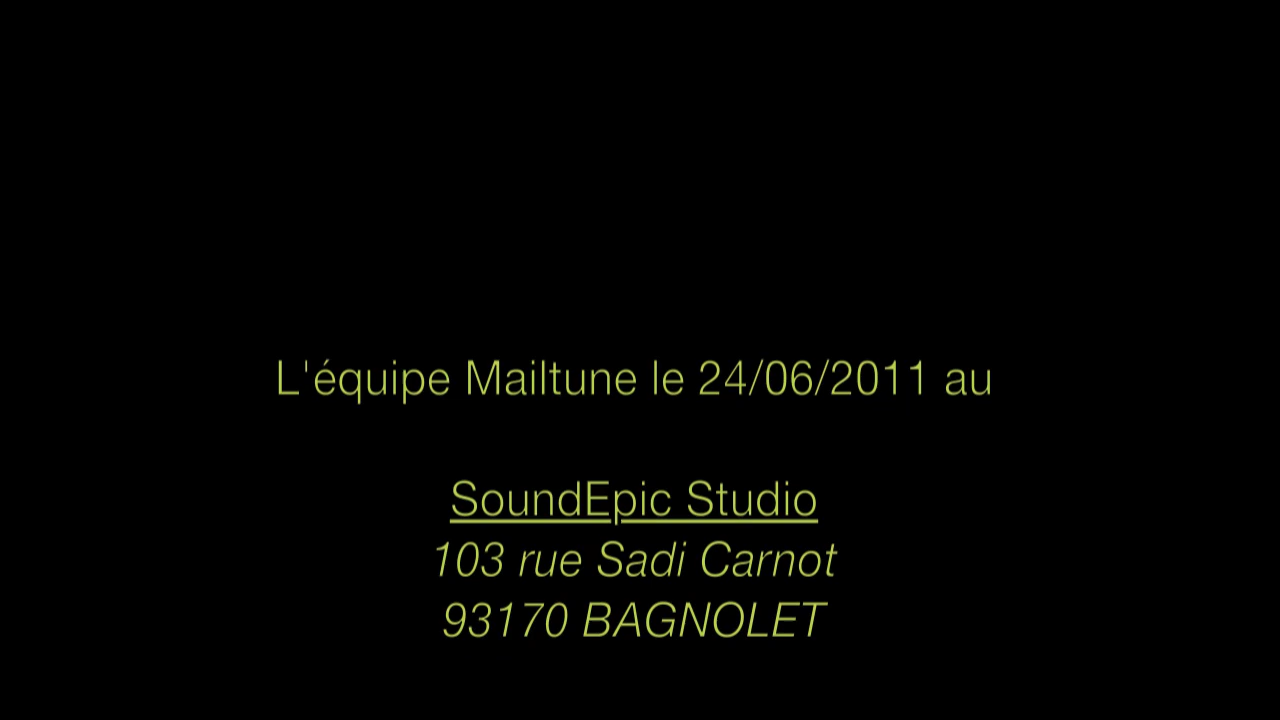 L'équipe Mailtune le 24/06/2011 au
SoundEpic Studio
103 rue Sadi Carnot
93170 BAGNOLET